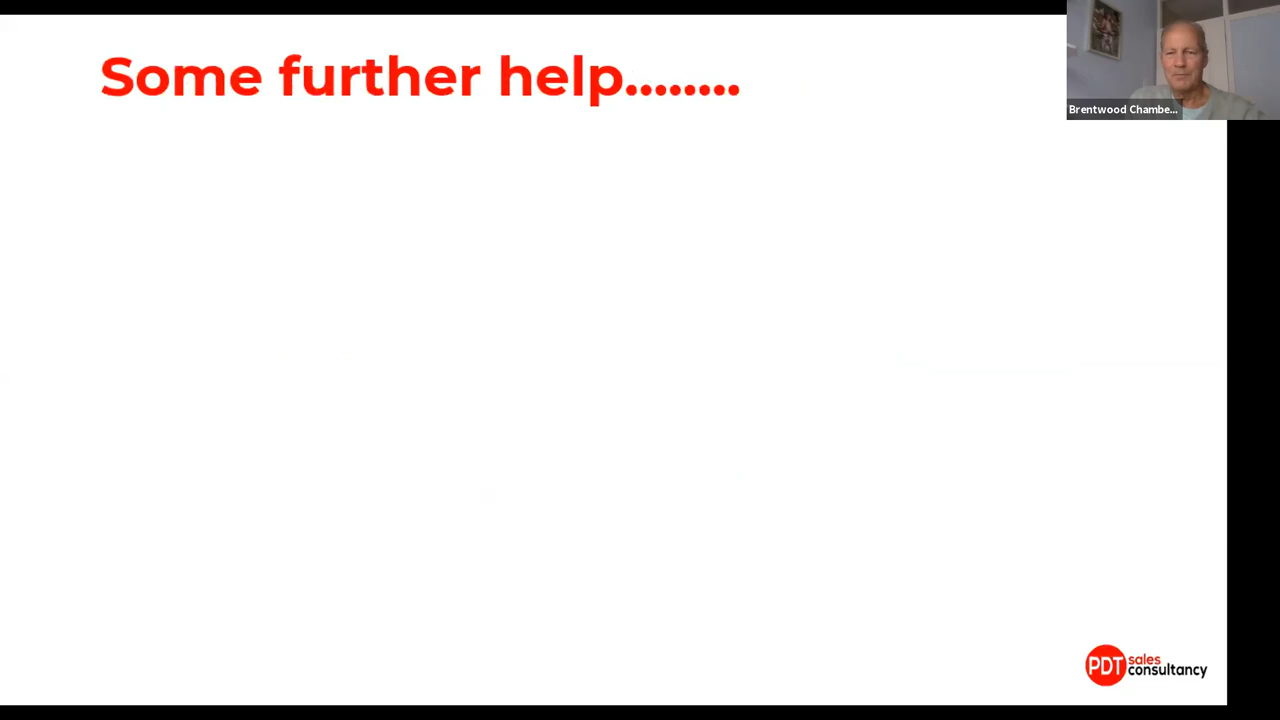 Some further help........
Brentwood Chambe...
PDT sales
consultancy